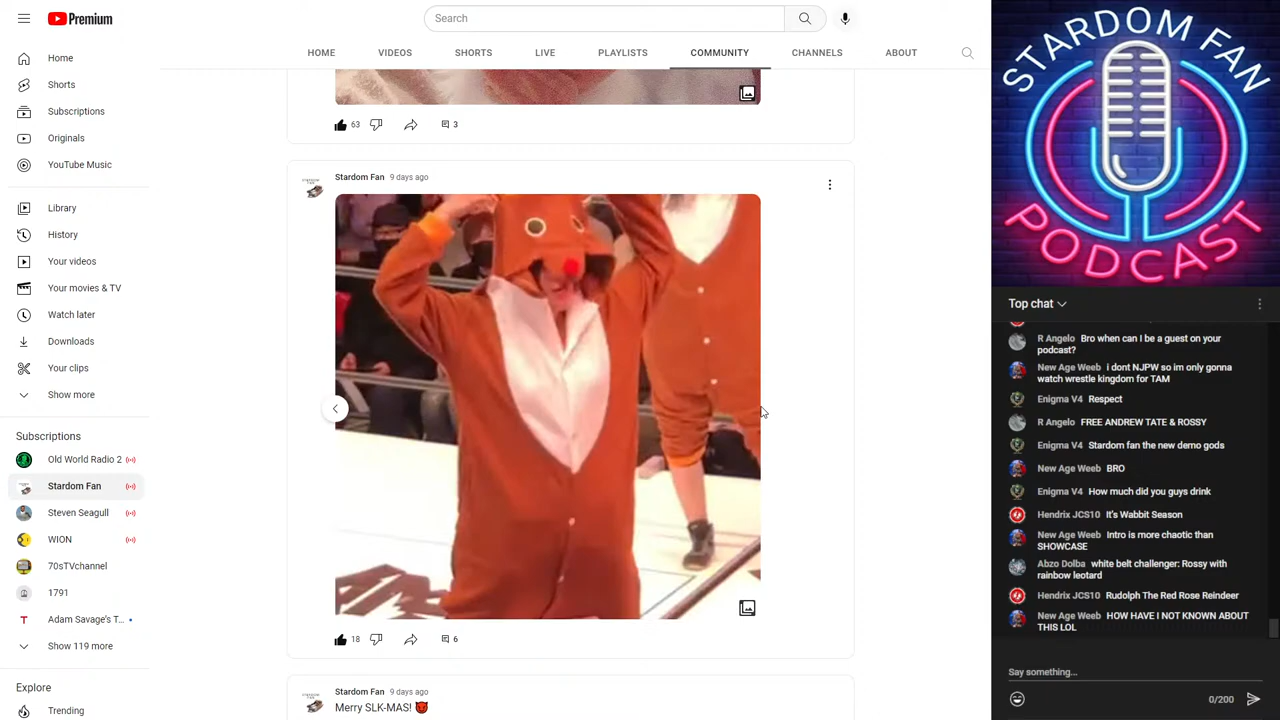 Premium
Search
HOME
VIDEOS
SHORTS
LIVE
PLAYLISTS
COMMUNITY
CHANNELS
ABOUT
Home
Shorts
Subscriptions
Originals
YouTube Music
Library
History
Your videos
Your movies & TV
Watch later
Downloads
Your clips
Show more
Subscriptions
Old World Radio 2
Stardom Fan
Steven Seagull
WION
70sTVchannel
1791
Adam Savage's T...
Show 119 more
Explore
Trending
63
3
Stardom Fan 9 days ago
18
6
Stardom Fan 9 days ago
Merry SLK-MAS!
STARDOM FAN
PODCAST
Top chat
R Angelo Bro when can I be a guest on your
podcast?
New Age Weeb i dont NJPW so im only gonna
watch wrestle kingdom for TAM
Enigma V4 Respect
R Angelo FREE ANDREW TATE & ROSSY
Enigma V4 Stardom fan the new demo gods
New Age Weeb BRO
Enigma V4 How much did you guys drink
Hendrix JCS10 It's Wabbit Season
New Age Weeb Intro is more chaotic than
SHOWCASE
Abzo Dolba white belt challenger: Rossy with
rainbow leotard
Hendrix JCS10 Rudolph The Red Rose Reindeer
New Age Weeb HOW HAVE I NOT KNOWN ABOUT
THIS LOL
Say something...
0/200